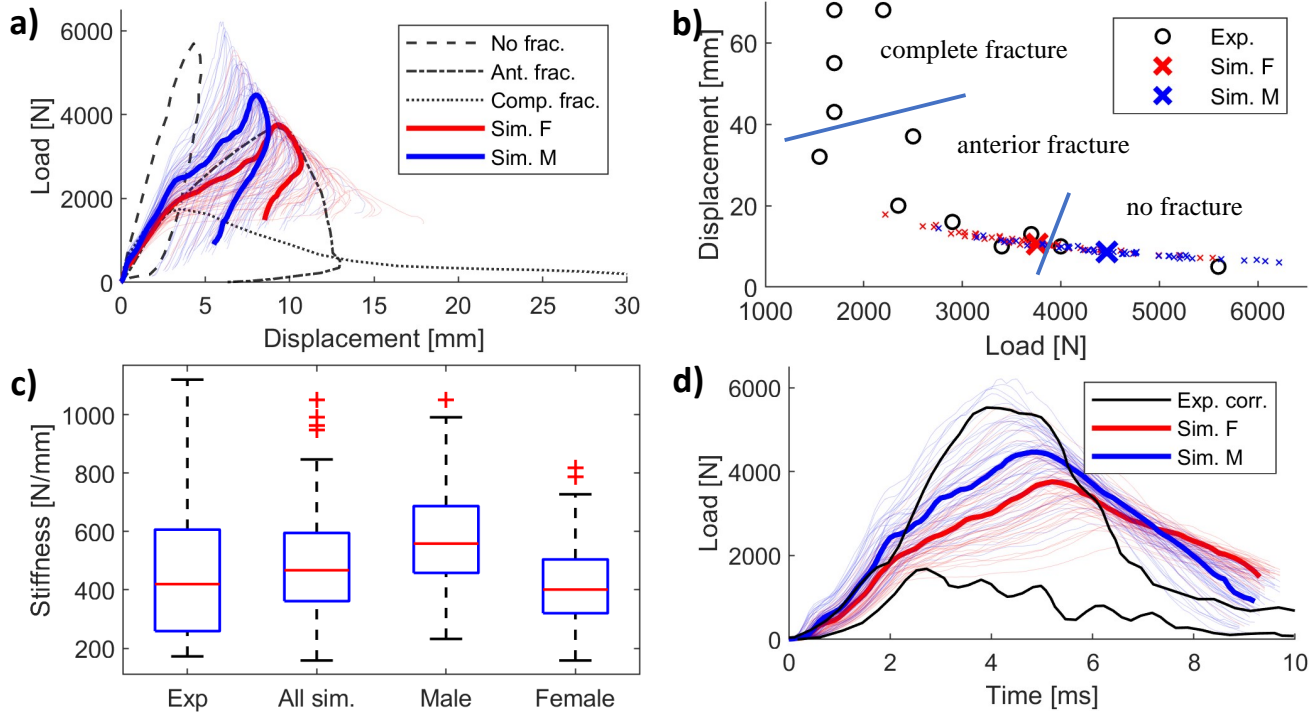 a)
6000
4000
2000
0
Load [N]
0
5
10
15
20
25
30
Displacement [mm]
No frac.
Ant. frac.
Comp. frac.
Sim. F
Sim. M
b)
60
40
20
0
Displacement [mm]
1000
2000
3000
4000
5000
6000
Load [N]
complete fracture
anterior fracture
no fracture
Exp.
Sim. F
Sim. M
c)
1000
800
600
400
200
Stiffness [N/mm]
Exp
All sim.
Male
Female
d)
6000
4000
2000
0
Load [N]
0
2
4
6
8
10
Time [ms]
Exp. corr.
Sim. F
Sim. M